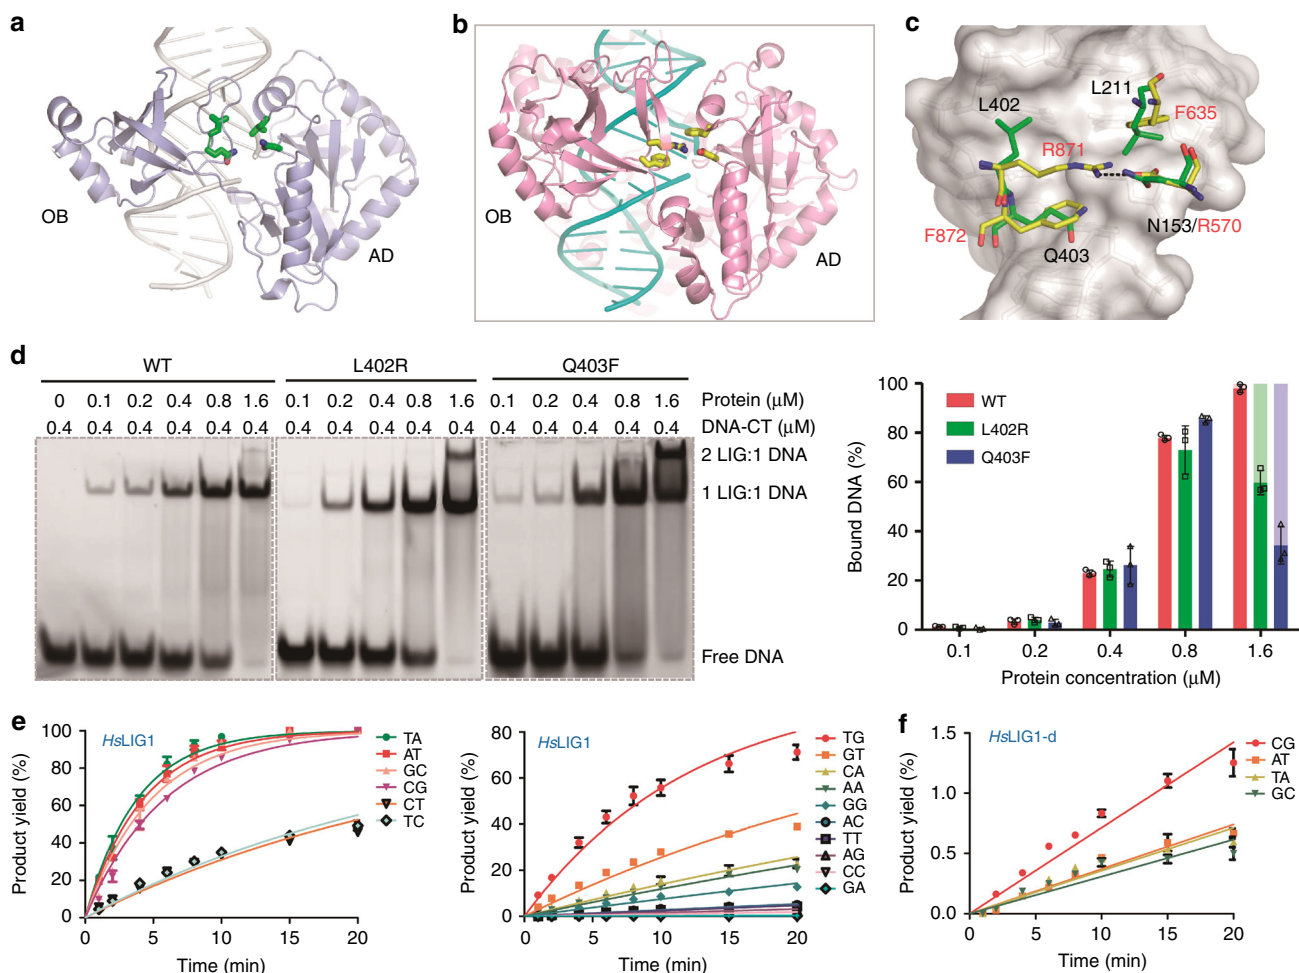 a
OB
AD
b
OB
AD
c
L402
L211
F635
R871
F872
Q403
N153/R570
d
WT
L402R
Q403F
0 0.1 0.2 0.4 0.8 1.6 0.1 0.2 0.4 0.8 1.6 0.1 0.2 0.4 0.8 1.6 Protein (μM)
0.4 0.4 0.4 0.4 0.4 0.4 0.4 0.4 0.4 0.4 0.4 0.4 0.4 0.4 0.4 0.4 DNA-CT (μM)
2 LIG:1 DNA
1 LIG:1 DNA
Free DNA
Bound DNA (%)
100
80
60
40
20
0
WT
L402R
Q403F
0.1 0.2 0.4 0.8 1.6
Protein concentration (μM)
e
HsLIG1
Product yield (%)
100
80
60
40
20
0
0 5 10 15 20
Time (min)
TA
AT
GC
CG
CT
TC
HsLIG1
Product yield (%)
80
60
40
20
0
0 5 10 15 20
Time (min)
TG
GT
CA
AA
GG
AC
TT
AG
CC
GA
f
HsLIG1-d
Product yield (%)
1.5
1.0
0.5
0.0
0 5 10 15 20
Time (min)
CG
AT
TA
GC